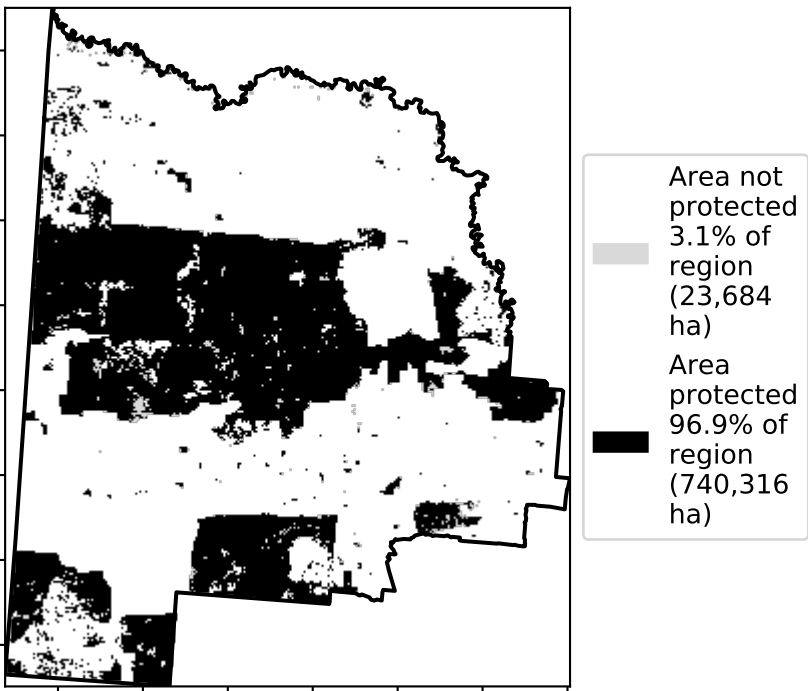 Area not
protected
3.1% of
region
(23,684
ha)
Area
protected
96.9% of
region
(740,316
ha)